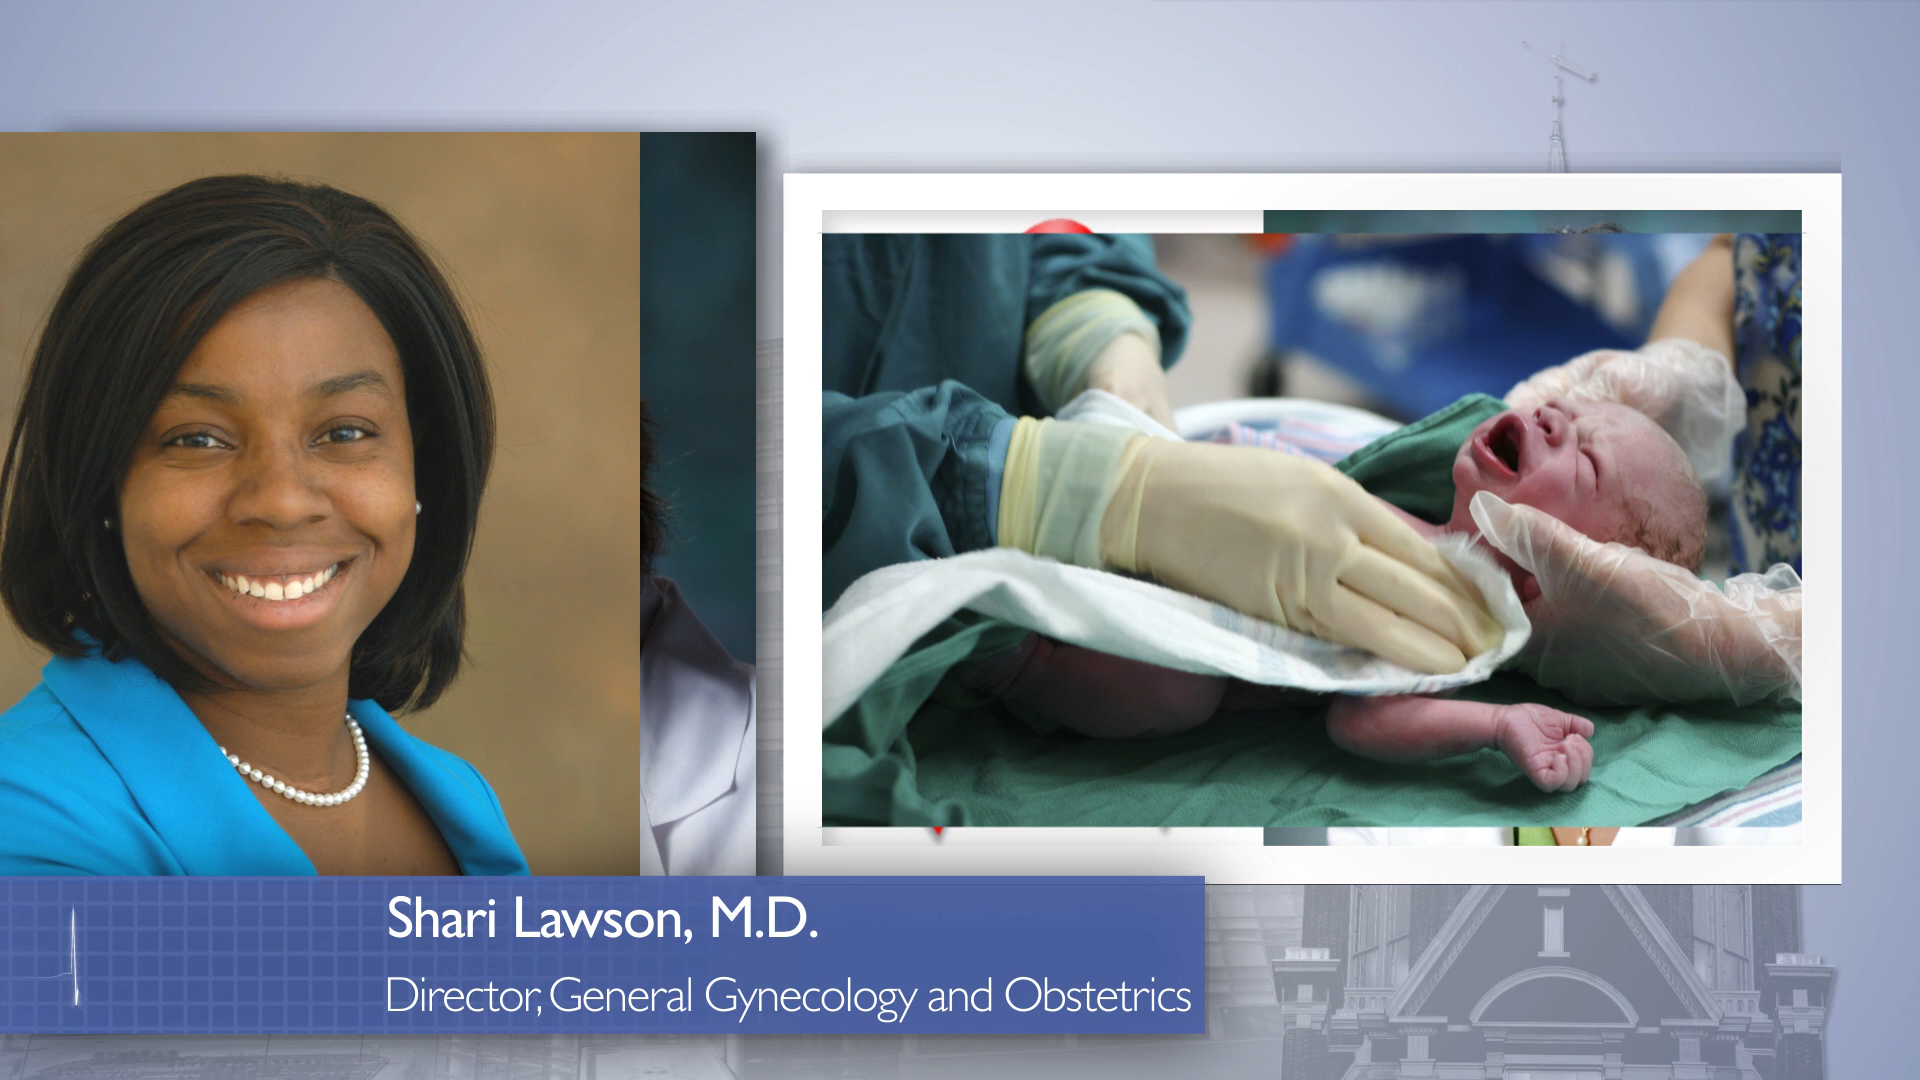 Shari Lawson, M.D.
Director, General Gynecology and Obstetrics